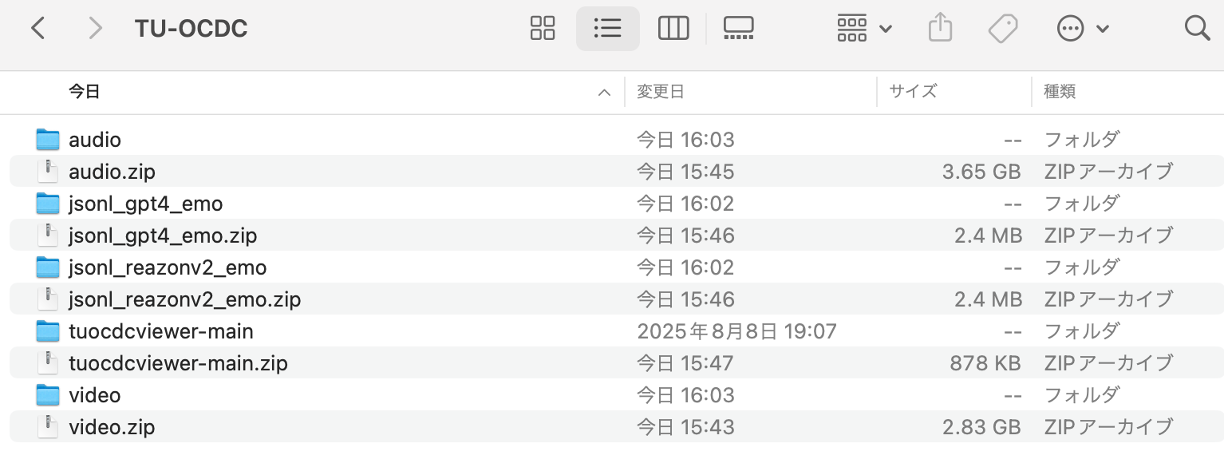 TU-OCDC
今日 変更日 サイズ 種類
audio 今日 16:03 -- フォルダ
audio.zip 今日 15:45 3.65 GB ZIPアーカイブ
jsonl_gpt4_emo 今日 16:02 -- フォルダ
jsonl_gpt4_emo.zip 今日 15:46 2.4 MB ZIPアーカイブ
jsonl_reazonv2_emo 今日 16:02 -- フォルダ
jsonl_reazonv2_emo.zip 今日 15:46 2.4 MB ZIPアーカイブ
tuocdcviewer-main 2025年8月8日 19:07 -- フォルダ
tuocdcviewer-main.zip 今日 15:47 878 KB ZIPアーカイブ
video 今日 16:03 -- フォルダ
video.zip 今日 15:43 2.83 GB ZIPアーカイブ